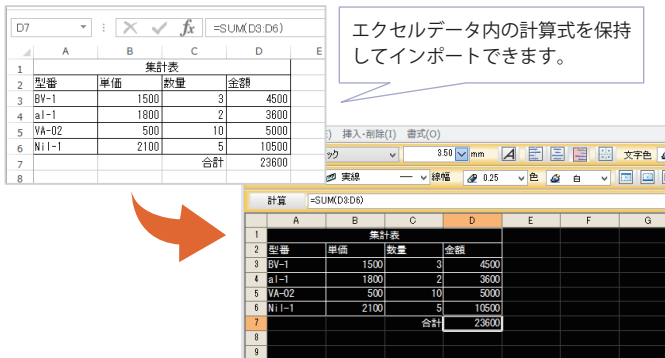 D7 fx =SUM(D3:D6)
A B C D E
1 集計表
2 型番 単価 数量 金額
3 BV-1 1500 3 4500
4 al-1 1800 2 3600
5 VA-02 500 10 5000
6 Nil-1 2100 5 10500
7 合計 23600
8
エクセルデータ内の計算式を保持
してインポートできます。
) 挿入・削除(I) 書式(O)
ック 3.50 mm A 文字色
実線 線幅 0.25 色 白
計算 =SUM(D3:D6)
A B C D E F G
1 集計表
2 型番 単価 数量 金額
3 BV-1 1500 3 4500
4 al-1 1800 2 3600
5 VA-02 500 10 5000
6 Nil-1 2100 5 10500
7 合計 23600
8
9